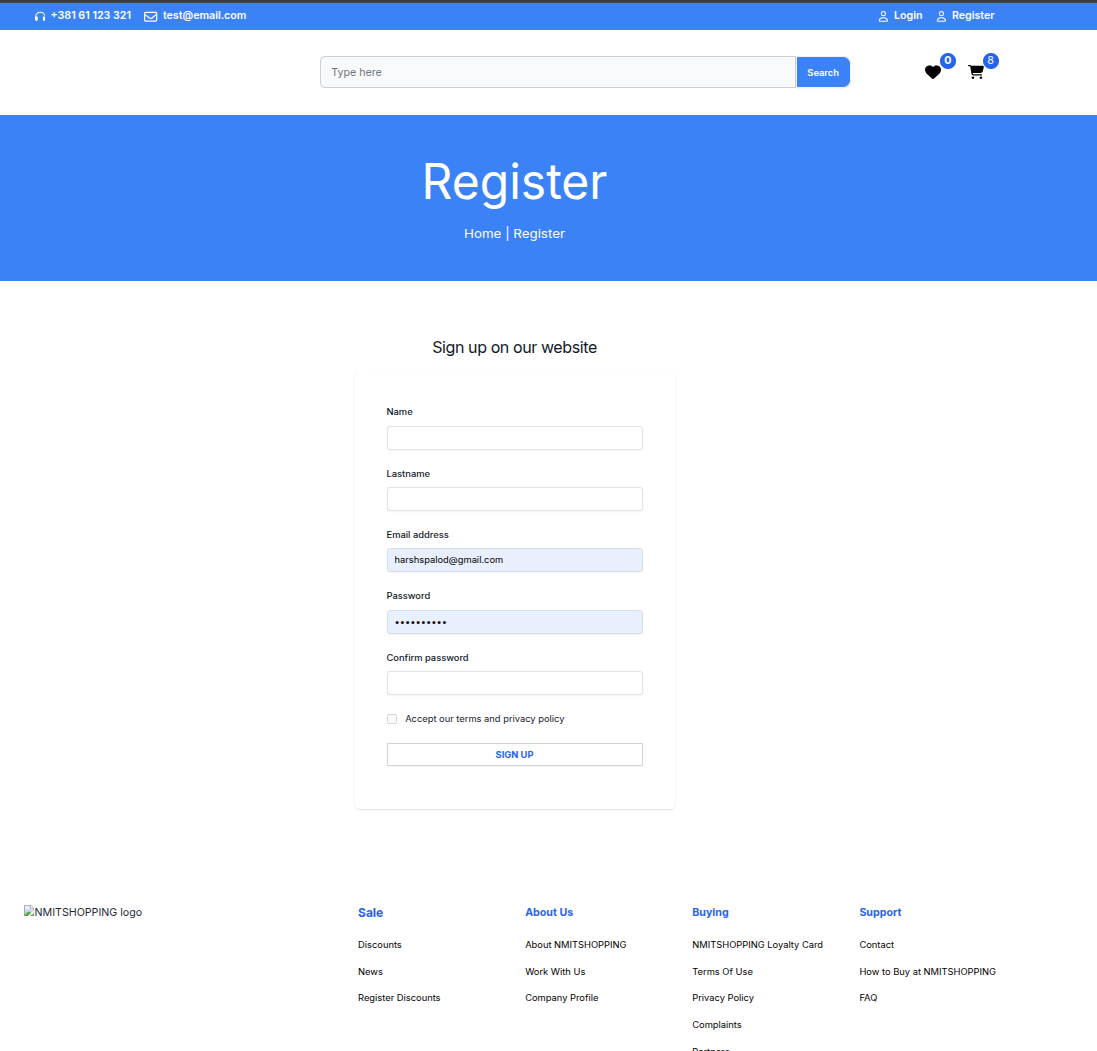 +381 61 123 321 test@email.com Login Register
Type here Search 0 8
Register
Home | Register
Sign up on our website
Name
Lastname
Email address
harshspalod@gmail.com
Password
••••••••••
Confirm password
Accept our terms and privacy policy
SIGN UP
NMITSHOPPING logo Sale About Us Buying Support
Discounts About NMITSHOPPING NMITSHOPPING Loyalty Card Contact
News Work With Us Terms Of Use How to Buy at NMITSHOPPING
Register Discounts Company Profile Privacy Policy FAQ
Complaints